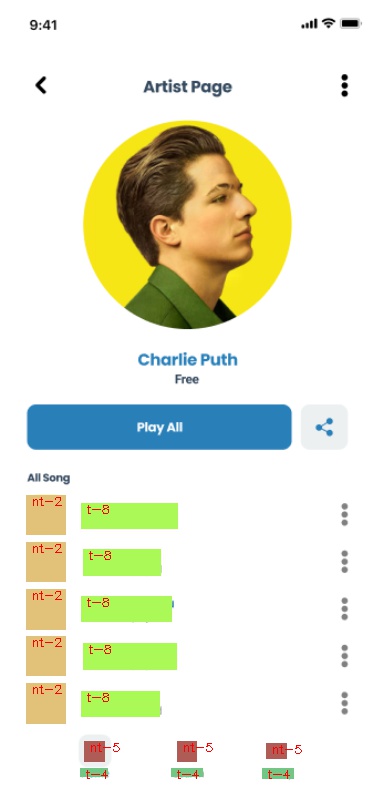 9:41
Artist Page
Charlie Puth
Free
Play All
All Song
nt-2
t-8
nt-2
t-8
nt-2
t-8
nt-2
t-8
nt-2
t-8
nt-5 nt-5 nt-5
t-4 t-4 t-4